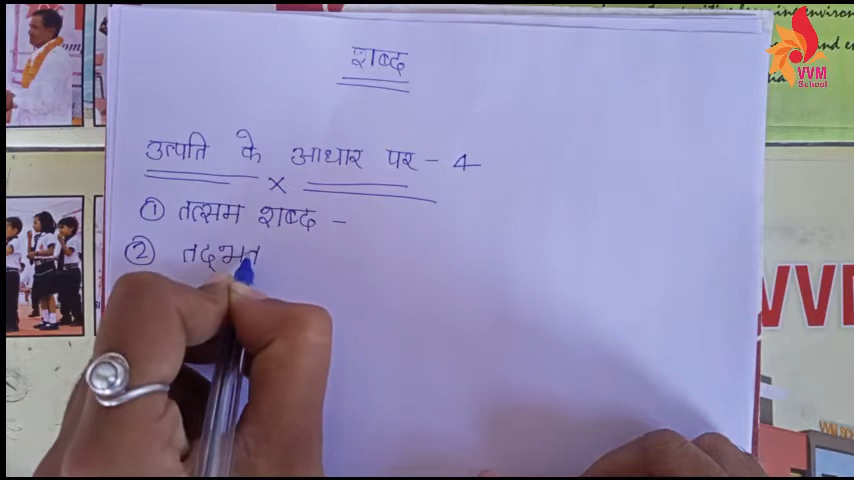 शब्द
उत्पति के आधार पर - 4
×
① तत्सम शब्द -
② तद्भव
VVM
School